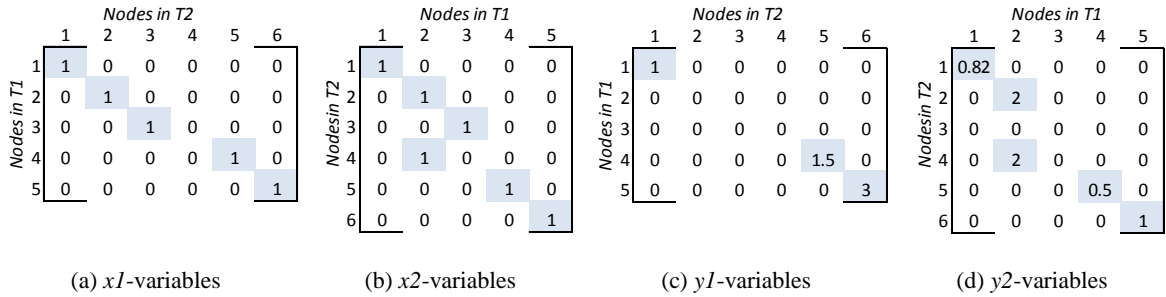 Nodes in T2
1 2 3 4 5 6
Nodes in T1
1 1 0 0 0 0 0
2 0 1 0 0 0 0
3 0 0 1 0 0 0
4 0 0 0 0 1 0
5 0 0 0 0 0 1
(a) x1-variables
Nodes in T1
1 2 3 4 5
Nodes in T2
1 1 0 0 0 0
2 0 1 0 0 0
3 0 0 1 0 0
4 0 1 0 0 0
5 0 0 0 1 0
6 0 0 0 0 1
(b) x2-variables
Nodes in T2
1 2 3 4 5 6
Nodes in T1
1 1 0 0 0 0 0
2 0 0 0 0 0 0
3 0 0 0 0 0 0
4 0 0 0 0 1.5 0
5 0 0 0 0 0 3
(c) y1-variables
Nodes in T1
1 2 3 4 5
Nodesin T2
1 0.82 0 0 0 0
2 0 2 0 0 0
3 0 0 0 0 0
4 0 2 0 0 0
5 0 0 0 0.5 0
6 0 0 0 0 1
(d) y2-variables